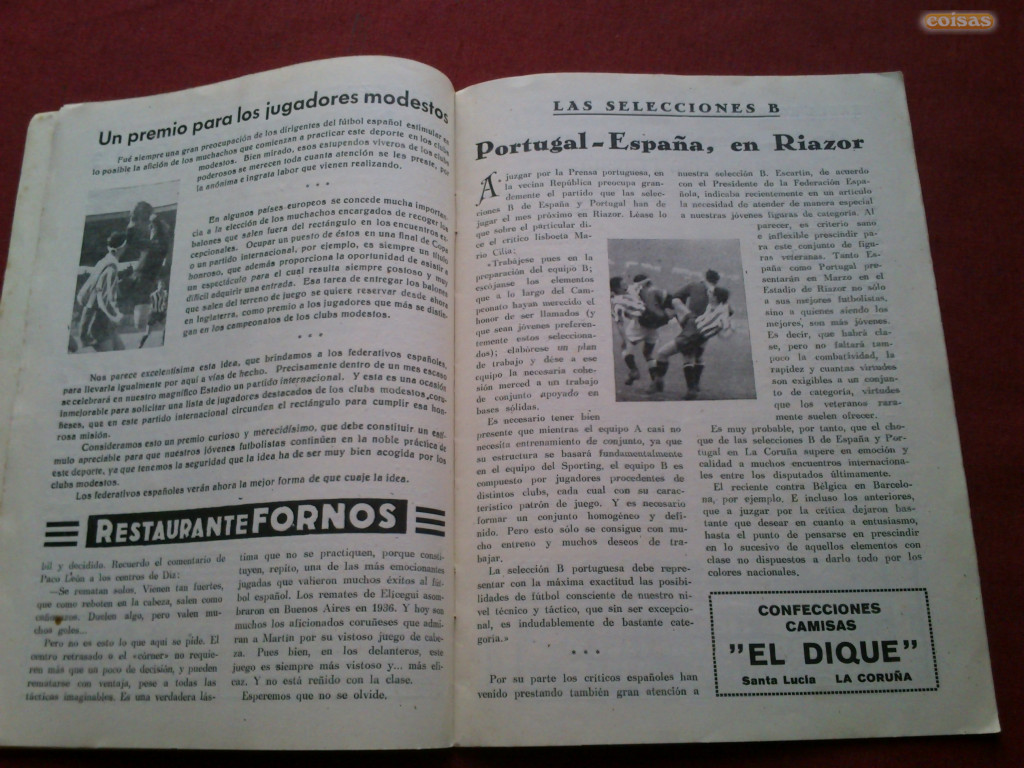 coisas
Un premio para los jugadores modestos
Fué siempre una gran preocupación de los dirigentes del fútbol español estimular en
lo posible la afición de los muchachos que comienzan a practicar este deporte en los clubs
modestos. Bien mirado, esos estupendos viveros de los clubs
poderosos se merecen toda cuanta atención se les preste, por
la anónima e ingrata labor que vienen realizando.
* * *
En algunos países europeos se concede mucha importan-
cia a la elección de los muchachos encargados de recoger los
balones que salen fuera del rectángulo en los encuentros ex-
cepcionales. Ocupar un puesto de éstos en una final de Copa
o un partido internacional, por ejemplo, es siempre un título
honroso, que además proporciona la oportunidad de asistir a
un espectáculo para el cual resulta siempre costoso y muy
difícil adquirir una entrada. Esa tarea de entregar los balones
que salen del terreno de juego se quiere reservar desde ahora
en Inglaterra, como premio a los jugadores que más se distin-
gan en los campeonatos de los clubs modestos.
* * *
Nos parece excelentísima esta idea, que brindamos a los federativos españoles,
para llevarla igualmente por aquí a vías de hecho. Precisamente dentro de un mes escaso
se celebrará en nuestro magnífico Estadio un partido internacional. Y esta es una ocasión
inmejorable para solicitar una lista de jugadores destacados de los clubs modestos coru-
ñeses, que en este partido internacional circunden el rectángulo para cumplir esa hon-
rosa misión.
Consideramos esto un premio curioso y merecidísimo, que debe constituir un estí-
mulo apreciable para que nuestros jóvenes futbolistas continúen en la noble práctica de
este deporte, ya que tenemos la seguridad que la idea ha de ser muy bien acogida por los
clubs modestos.
Los federativos españoles verán ahora la mejor forma de que cuaje la idea.
RESTAURANTE FORNOS
bil y decidido. Recuerdo el comentario de
Paco León a los centros de Diz:
—Se rematan solos. Vienen tan fuertes,
que como reboten en la cabeza, salen como
cañonazos. Duelen algo, pero valen mu-
chos goles...
Pero no es esto lo que aquí se pide. El
centro retrasado o el «córner» no requie-
ren más que un poco de decisión, y pueden
rematarse con ventaja, pese a todas las
tácticas imaginables. Es una verdadera lás-
tima que no se practiquen, porque consti-
tuyen, repito, una de las más emocionantes
jugadas que valieron muchos éxitos al fút-
bol español. Los remates de Elícegui asom-
braron en Buenos Aires en 1936. Y hoy son
muchos los aficionados coruñeses que admi-
ran a Martín por su vistoso juego de cabe-
za. Pues bien, en los delanteros, este
juego es siempre más vistoso y... más efi-
caz. Y no está reñido con la clase.
Esperemos que no se olvide.
LAS SELECCIONES B
Portugal-España, en Riazor
A juzgar por la Prensa portuguesa, en
la vecina República preocupa gran-
demente el partido que las selec-
ciones B de España y Portugal han de
jugar el mes próximo en Riazor. Léase lo
que sobre el particular di-
ce el crítico lisboeta Ma-
rio Cilia:
«Trabájese pues en la
preparación del equipo B;
escójanse los elementos
que a lo largo del Cam-
peonato hayan merecido el
honor de ser llamados (y
que sean jóvenes preferen-
temente estos selecciona-
dos); elabórese un plan
de trabajo y dése a ese
equipo la necesaria cohe-
sión merced a un trabajo
de conjunto apoyado en
bases sólidas.
Es necesario tener bien
presente que mientras el equipo A casi no
necesita entrenamiento de conjunto, ya que
su estructura se basará fundamentalmente
en el equipo del Sporting, el equipo B es
compuesto por jugadores procedentes de
distintos clubs, cada cual con su carac-
terístico patrón de juego. Y es necesario
formar un conjunto homogéneo y defi-
nido. Pero esto sólo se consigue con mu-
cho entreno y muchos deseos de tra-
bajar.
La selección B portuguesa debe repre-
sentar con la máxima exactitud las posibi-
lidades de fútbol consciente de nuestro ni-
vel técnico y táctico, que sin ser excepcio-
nal, es indudablemente de bastante cate-
goría.»
* * *
Por su parte los críticos españoles han
venido prestando también gran atención a
nuestra selección B. Escartín, de acuerdo
con el Presidente de la Federación Espa-
ñola, indicaba recientemente en un artículo
la necesidad de atender de manera especial
a nuestras jóvenes figuras de categoría. Al
parecer, es criterio sano
e inflexible prescindir pa-
ra este conjunto de figu-
ras veteranas. Tanto Es-
paña como Portugal pre-
sentarán en Marzo en el
Estadio de Riazor no sólo
a sus mejores futbolistas,
sino a quienes siendo los
mejores, son más jóvenes.
Es decir, que habrá cla-
se, pero no faltará tam-
poco la combatividad, la
rapidez y cuantas virtudes
son exigibles a un conjun-
to de categoría, virtudes
que los veteranos rara-
mente suelen ofrecer.
Es muy probable, por tanto, que el cho-
que de las selecciones B de España y Por-
tugal en La Coruña supere en emoción y
calidad a muchos encuentros internaciona-
les entre los disputados últimamente.
El reciente contra Bélgica en Barcelo-
na, por ejemplo. E incluso los anteriores,
que a juzgar por la crítica dejaron bas-
tante que desear en cuanto a entusiasmo,
hasta el punto de pensarse en prescindir
en lo sucesivo de aquellos elementos con
clase no dispuestos a darlo todo por los
colores nacionales.
CONFECCIONES
CAMISAS
"EL DIQUE"
Santa Lucia LA CORUÑA